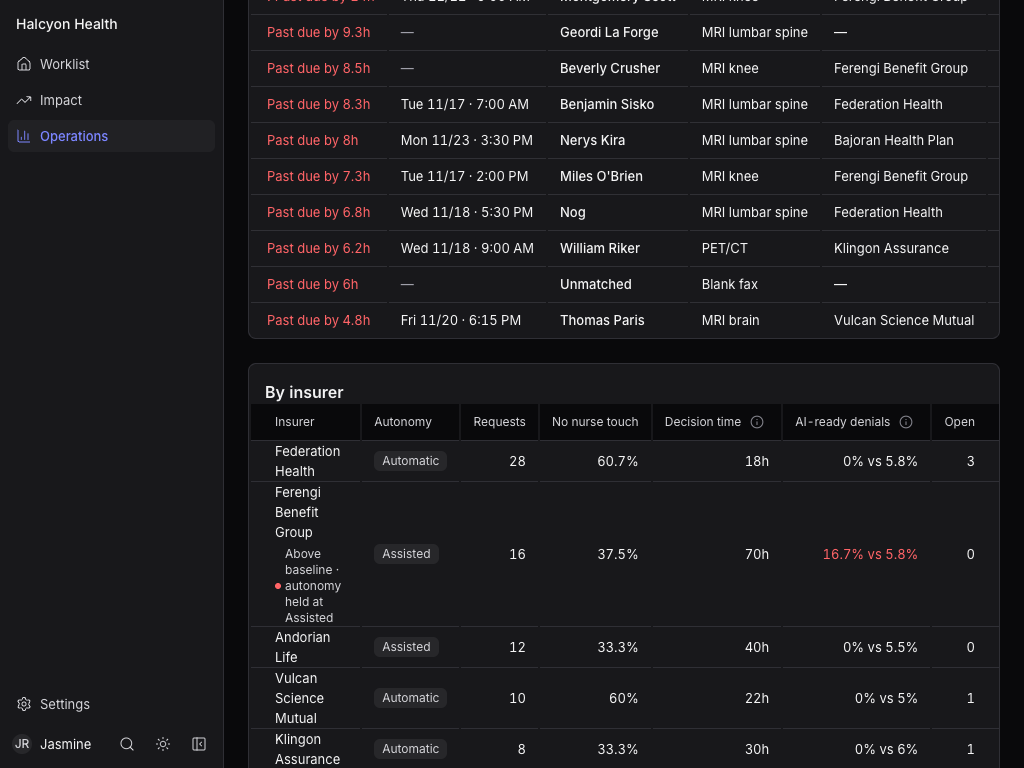 Halcyon Health
Worklist
Impact
Operations
Settings
JR Jasmine
Past due by 9.3h — Geordi La Forge MRI lumbar spine —
Past due by 8.5h — Beverly Crusher MRI knee Ferengi Benefit Group
Past due by 8.3h Tue 11/17 · 7:00 AM Benjamin Sisko MRI lumbar spine Federation Health
Past due by 8h Mon 11/23 · 3:30 PM Nerys Kira MRI lumbar spine Bajoran Health Plan
Past due by 7.3h Tue 11/17 · 2:00 PM Miles O'Brien MRI knee Ferengi Benefit Group
Past due by 6.8h Wed 11/18 · 5:30 PM Nog MRI lumbar spine Federation Health
Past due by 6.2h Wed 11/18 · 9:00 AM William Riker PET/CT Klingon Assurance
Past due by 6h — Unmatched Blank fax —
Past due by 4.8h Fri 11/20 · 6:15 PM Thomas Paris MRI brain Vulcan Science Mutual
By insurer
Insurer Autonomy Requests No nurse touch Decision time AI-ready denials Open
Federation
Health
Automatic 28 60.7% 18h 0% vs 5.8% 3
Ferengi
Benefit
Group
Above
baseline ·
autonomy
held at
Assisted
Assisted 16 37.5% 70h 16.7% vs 5.8% 0
Andorian
Life
Assisted 12 33.3% 40h 0% vs 5.5% 0
Vulcan
Science
Mutual
Automatic 10 60% 22h 0% vs 5% 1
Klingon
Assurance
Automatic 8 33.3% 30h 0% vs 6% 1